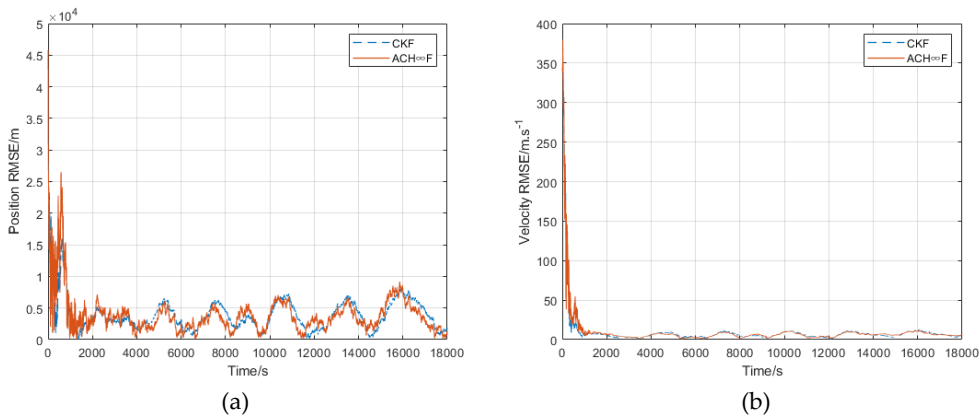 5 × 10⁴
4.5
4
3.5
3
2.5
2
1.5
1
0.5
0
0 2000 4000 6000 8000 10000 12000 14000 16000 18000
Position RMSE/m
Time/s
CKF
ACH∞F
(a)
400
350
300
250
200
150
100
50
0
0 2000 4000 6000 8000 10000 12000 14000 16000 18000
Velocity RMSE/m.s⁻¹
Time/s
CKF
ACH∞F
(b)